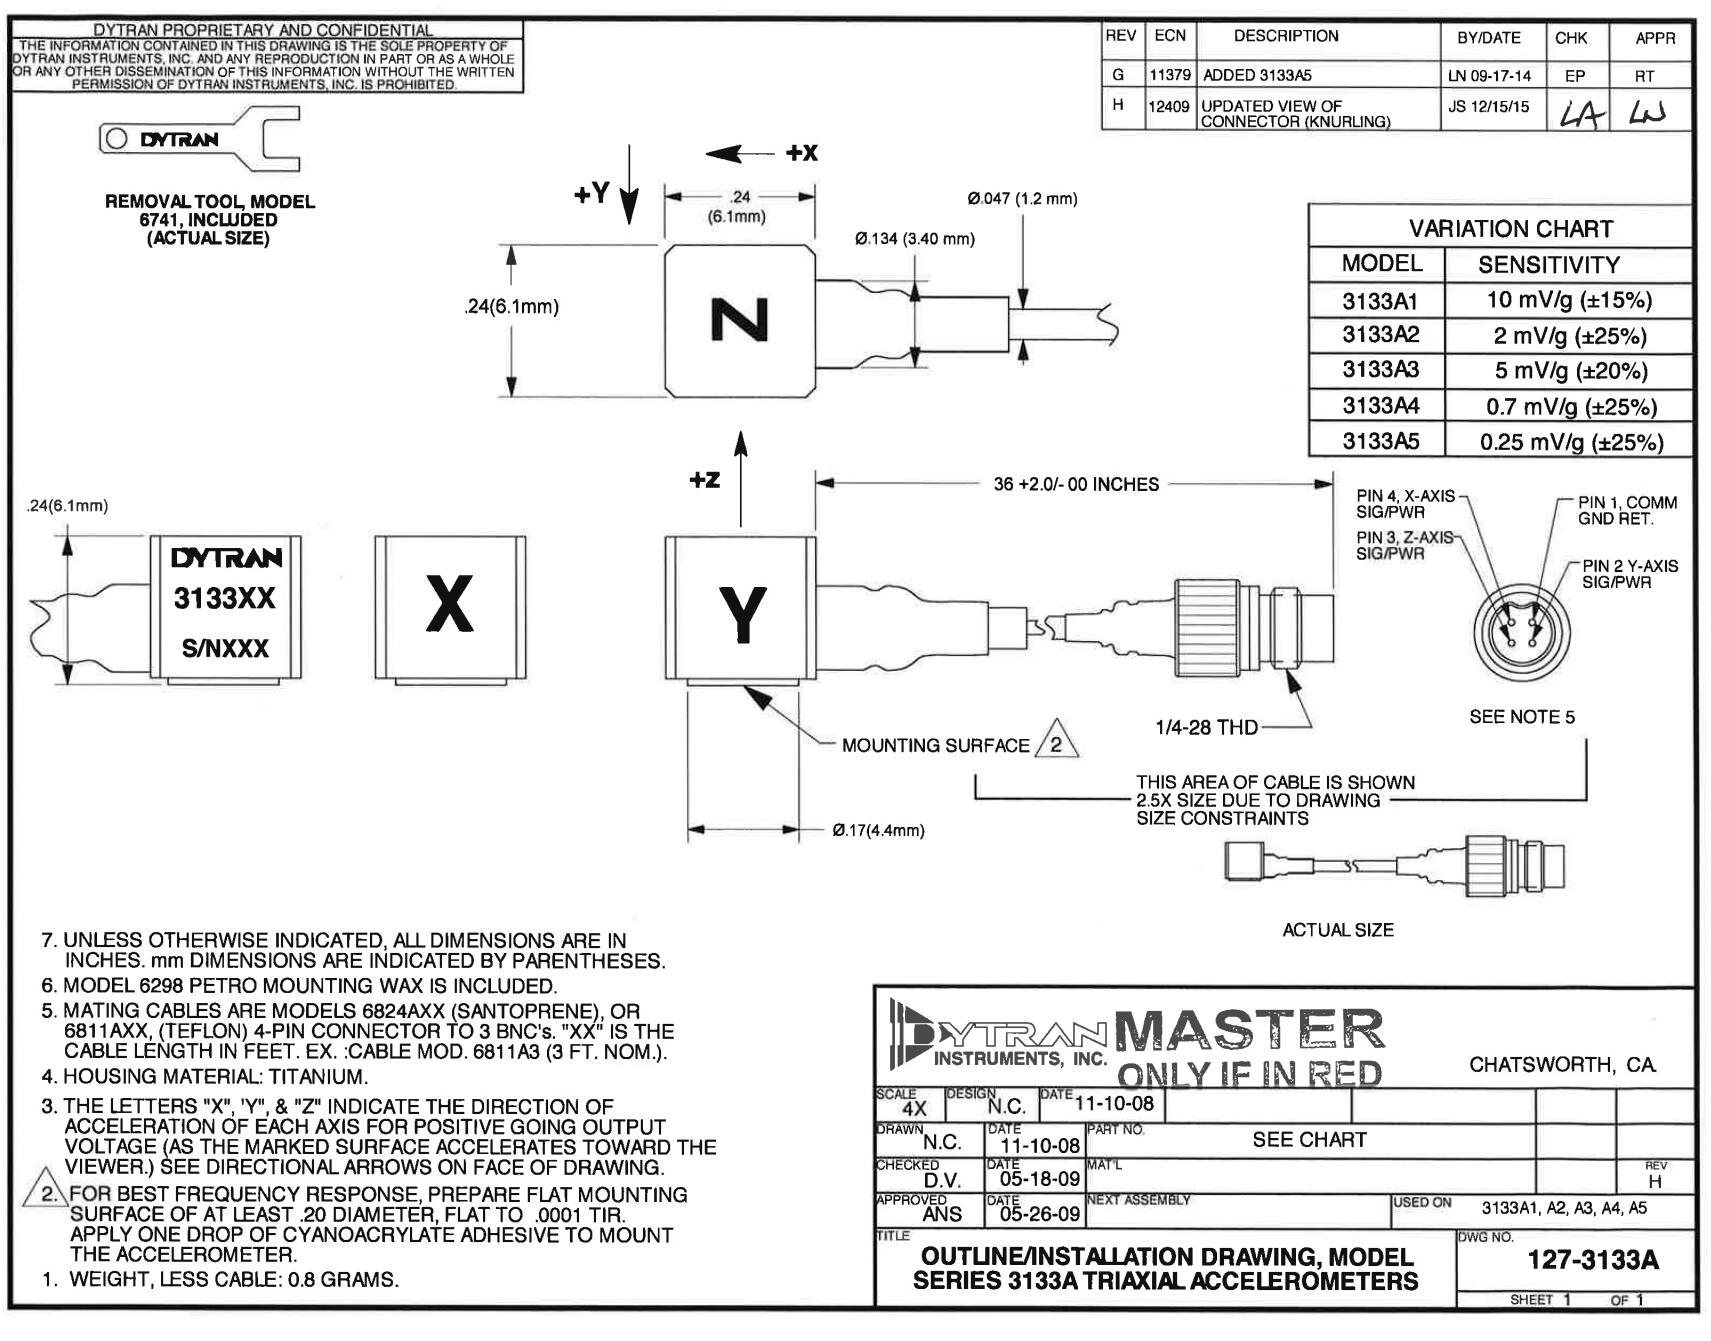 DYTRAN PROPRIETARY AND CONFIDENTIAL
THE INFORMATION CONTAINED IN THIS DRAWING IS THE SOLE PROPERTY OF
DYTRAN INSTRUMENTS, INC. AND ANY REPRODUCTION IN PART OR AS A WHOLE
OR ANY OTHER DISSEMINATION OF THIS INFORMATION WITHOUT THE WRITTEN
PERMISSION OF DYTRAN INSTRUMENTS, INC. IS PROHIBITED.
REV ECN DESCRIPTION BY/DATE CHK APPR
G 11379 ADDED 3133A5 LN 09-17-14 EP RT
H 12409 UPDATED VIEW OF JS 12/15/15
CONNECTOR (KNURLING)
DYTRAN
REMOVAL TOOL, MODEL
6741, INCLUDED
(ACTUAL SIZE)
+X
+Y
.24
(6.1mm)
Ø.047 (1.2 mm)
Ø.134 (3.40 mm)
.24(6.1mm)
N
VARIATION CHART
MODEL SENSITIVITY
3133A1 10 mV/g (±15%)
3133A2 2 mV/g (±25%)
3133A3 5 mV/g (±20%)
3133A4 0.7 mV/g (±25%)
3133A5 0.25 mV/g (±25%)
+Z
36 +2.0/-00 INCHES
.24(6.1mm)
DYTRAN
3133XX
S/NXXX
X
Y
PIN 4, X-AXIS
SIG/PWR
PIN 3, Z-AXIS
SIG/PWR
PIN 1, COMM
GND RET.
PIN 2 Y-AXIS
SIG/PWR
SEE NOTE 5
1/4-28 THD
MOUNTING SURFACE 2
THIS AREA OF CABLE IS SHOWN
2.5X SIZE DUE TO DRAWING
SIZE CONSTRAINTS
Ø.17(4.4mm)
ACTUAL SIZE
7. UNLESS OTHERWISE INDICATED, ALL DIMENSIONS ARE IN
INCHES. mm DIMENSIONS ARE INDICATED BY PARENTHESES.
6. MODEL 6298 PETRO MOUNTING WAX IS INCLUDED.
5. MATING CABLES ARE MODELS 6824AXX (SANTOPRENE), OR
6811AXX, (TEFLON) 4-PIN CONNECTOR TO 3 BNC's. "XX" IS THE
CABLE LENGTH IN FEET. EX. :CABLE MOD. 6811A3 (3 FT. NOM.).
4. HOUSING MATERIAL: TITANIUM.
3. THE LETTERS "X", 'Y", & "Z" INDICATE THE DIRECTION OF
ACCELERATION OF EACH AXIS FOR POSITIVE GOING OUTPUT
VOLTAGE (AS THE MARKED SURFACE ACCELERATES TOWARD THE
VIEWER.) SEE DIRECTIONAL ARROWS ON FACE OF DRAWING.
2. FOR BEST FREQUENCY RESPONSE, PREPARE FLAT MOUNTING
SURFACE OF AT LEAST .20 DIAMETER, FLAT TO .0001 TIR.
APPLY ONE DROP OF CYANOACRYLATE ADHESIVE TO MOUNT
THE ACCELEROMETER.
1. WEIGHT, LESS CABLE: 0.8 GRAMS.
DYTRAN
INSTRUMENTS, INC.
MASTER
ONLY IF IN RED
CHATSWORTH, CA.
SCALE 4X DESIGN N.C. DATE 11-10-08
DRAWN N.C. DATE 11-10-08 PART NO. SEE CHART
CHECKED D.V. DATE 05-18-09 MAT'L REV H
APPROVED ANS DATE 05-26-09 NEXT ASSEMBLY USED ON 3133A1, A2, A3, A4, A5
TITLE
OUTLINE/INSTALLATION DRAWING, MODEL
SERIES 3133A TRIAXIAL ACCELEROMETERS
DWG NO.
127-3133A
SHEET 1 OF 1